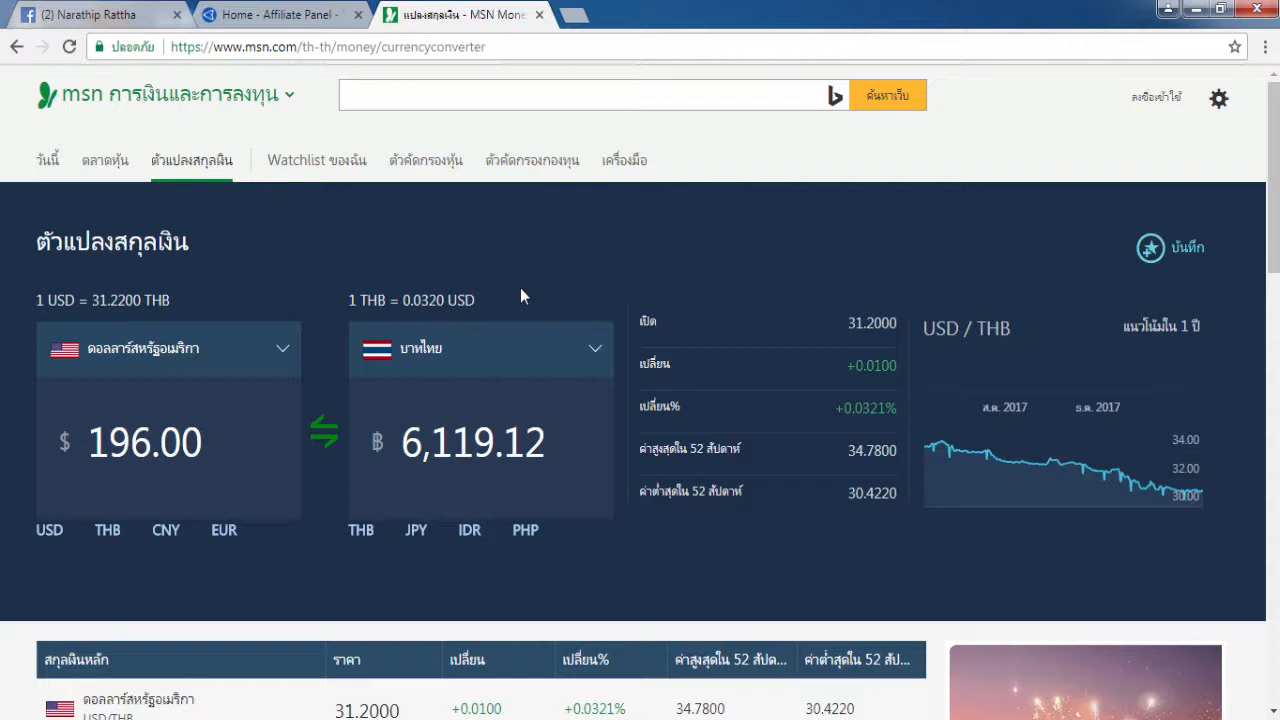 (2) Narathip Rattha
Home - Affiliate Panel -
แปลงสกุลเงิน - MSN Mone
ปลอดภัย
https://www.msn.com/th-th/money/currencyconverter
msn การเงินและการลงทุน
ค้นหาเว็บ
ลงชื่อเข้าใช้
วันนี้
ตลาดหุ้น
ตัวแปลงสกุลเงิน
Watchlist ของฉัน
ตัวคัดกรองหุ้น
ตัวคัดกรองกองทุน
เครื่องมือ
ตัวแปลงสกุลเงิน
บันทึก
1 USD = 31.2200 THB
ดอลลาร์สหรัฐอเมริกา
$ 196.00
USD THB CNY EUR
1 THB = 0.0320 USD
บาทไทย
฿ 6,119.12
THB JPY IDR PHP
เปิด 31.2000
เปลี่ยน +0.0100
เปลี่ยน% +0.0321%
ค่าสูงสุดใน 52 สัปดาห์ 34.7800
ค่าต่ำสุดใน 52 สัปดาห์ 30.4220
USD / THB
แนวโน้มใน 1 ปี
ส.ค. 2017 ธ.ค. 2017
34.00
32.00
30.00
สกุลเงินหลัก ราคา เปลี่ยน เปลี่ยน% ค่าสูงสุดใน 52 สัปด... ค่าต่ำสุดใน 52 สัป...
ดอลลาร์สหรัฐอเมริกา
USD/THB
31.2000 +0.0100 +0.0321% 34.7800 30.4220